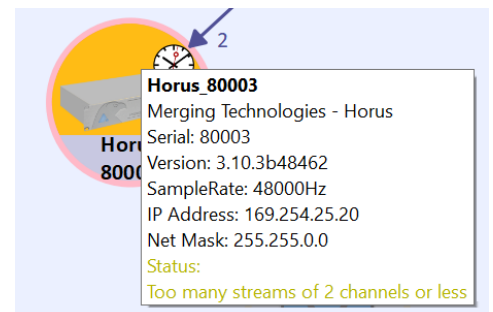 2
Horus_80003
Merging Technologies - Horus
Serial: 80003
Version: 3.10.3b48462
SampleRate: 48000Hz
IP Address: 169.254.25.20
Net Mask: 255.255.0.0
Status:
Too many streams of 2 channels or less